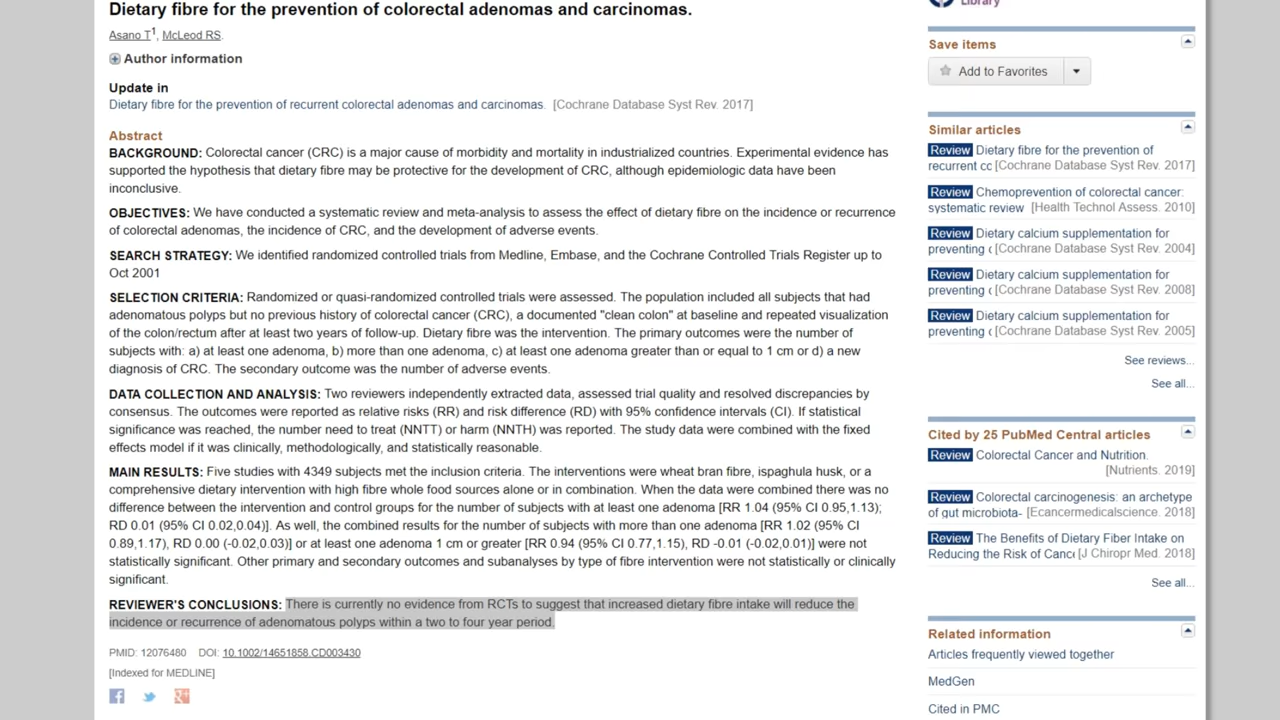 Dietary fibre for the prevention of colorectal adenomas and carcinomas.
Asano T1, McLeod RS.
Author information
Update in
Dietary fibre for the prevention of recurrent colorectal adenomas and carcinomas. [Cochrane Database Syst Rev. 2017]
Abstract
BACKGROUND: Colorectal cancer (CRC) is a major cause of morbidity and mortality in industrialized countries. Experimental evidence has
supported the hypothesis that dietary fibre may be protective for the development of CRC, although epidemiologic data have been
inconclusive.
OBJECTIVES: We have conducted a systematic review and meta-analysis to assess the effect of dietary fibre on the incidence or recurrence
of colorectal adenomas, the incidence of CRC, and the development of adverse events.
SEARCH STRATEGY: We identified randomized controlled trials from Medline, Embase, and the Cochrane Controlled Trials Register up to
Oct 2001
SELECTION CRITERIA: Randomized or quasi-randomized controlled trials were assessed. The population included all subjects that had
adenomatous polyps but no previous history of colorectal cancer (CRC), a documented "clean colon" at baseline and repeated visualization
of the colon/rectum after at least two years of follow-up. Dietary fibre was the intervention. The primary outcomes were the number of
subjects with: a) at least one adenoma, b) more than one adenoma, c) at least one adenoma greater than or equal to 1 cm or d) a new
diagnosis of CRC. The secondary outcome was the number of adverse events.
DATA COLLECTION AND ANALYSIS: Two reviewers independently extracted data, assessed trial quality and resolved discrepancies by
consensus. The outcomes were reported as relative risks (RR) and risk difference (RD) with 95% confidence intervals (CI). If statistical
significance was reached, the number need to treat (NNTT) or harm (NNTH) was reported. The study data were combined with the fixed
effects model if it was clinically, methodologically, and statistically reasonable.
MAIN RESULTS: Five studies with 4349 subjects met the inclusion criteria. The interventions were wheat bran fibre, ispaghula husk, or a
comprehensive dietary intervention with high fibre whole food sources alone or in combination. When the data were combined there was no
difference between the intervention and control groups for the number of subjects with at least one adenoma [RR 1.04 (95% CI 0.95,1.13);
RD 0.01 (95% CI 0.02,0.04)]. As well, the combined results for the number of subjects with more than one adenoma [RR 1.02 (95% CI
0.89,1.17), RD 0.00 (-0.02,0.03)] or at least one adenoma 1 cm or greater [RR 0.94 (95% CI 0.77,1.15), RD -0.01 (-0.02,0.01)] were not
statistically significant. Other primary and secondary outcomes and subanalyses by type of fibre intervention were not statistically or clinically
significant.
REVIEWER'S CONCLUSIONS: There is currently no evidence from RCTs to suggest that increased dietary fibre intake will reduce the
incidence or recurrence of adenomatous polyps within a two to four year period.
PMID: 12076480 DOI: 10.1002/14651858.CD003430
[Indexed for MEDLINE]
Library
Save items
Add to Favorites
Similar articles
Review Dietary fibre for the prevention of
recurrent cc [Cochrane Database Syst Rev. 2017]
Review Chemoprevention of colorectal cancer:
systematic review [Health Technol Assess. 2010]
Review Dietary calcium supplementation for
preventing c [Cochrane Database Syst Rev. 2004]
Review Dietary calcium supplementation for
preventing c [Cochrane Database Syst Rev. 2008]
Review Dietary calcium supplementation for
preventing c [Cochrane Database Syst Rev. 2005]
See reviews...
See all...
Cited by 25 PubMed Central articles
Review Colorectal Cancer and Nutrition.
[Nutrients. 2019]
Review Colorectal carcinogenesis: an archetype
of gut microbiota- [Ecancermedicalscience. 2018]
Review The Benefits of Dietary Fiber Intake on
Reducing the Risk of Canc [J Chiropr Med. 2018]
See all...
Related information
Articles frequently viewed together
MedGen
Cited in PMC